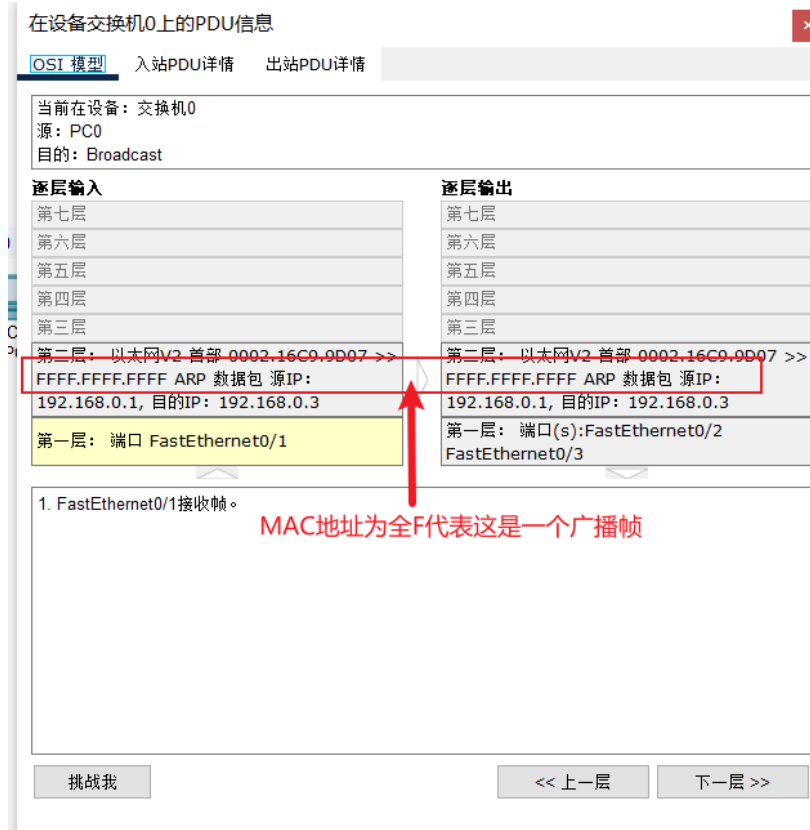 在设备交换机0上的PDU信息
OSI 模型 入站PDU详情 出站PDU详情
当前在设备：交换机0
源：PC0
目的：Broadcast
逐层输入
第七层
第六层
第五层
第四层
第三层
第二层： 以太网V2 首部 0002.16C9.9D07 >>
FFFF.FFFF.FFFF ARP 数据包 源IP：
192.168.0.1, 目的IP：192.168.0.3
第一层： 端口 FastEthernet0/1
逐层输出
第七层
第六层
第五层
第四层
第三层
第二层： 以太网V2 首部 0002.16C9.9D07 >>
FFFF.FFFF.FFFF ARP 数据包 源IP：
192.168.0.1, 目的IP：192.168.0.3
第一层： 端口(s):FastEthernet0/2
FastEthernet0/3
1. FastEthernet0/1接收帧。
MAC地址为全F代表这是一个广播帧
挑战我
<< 上一层
下一层 >>